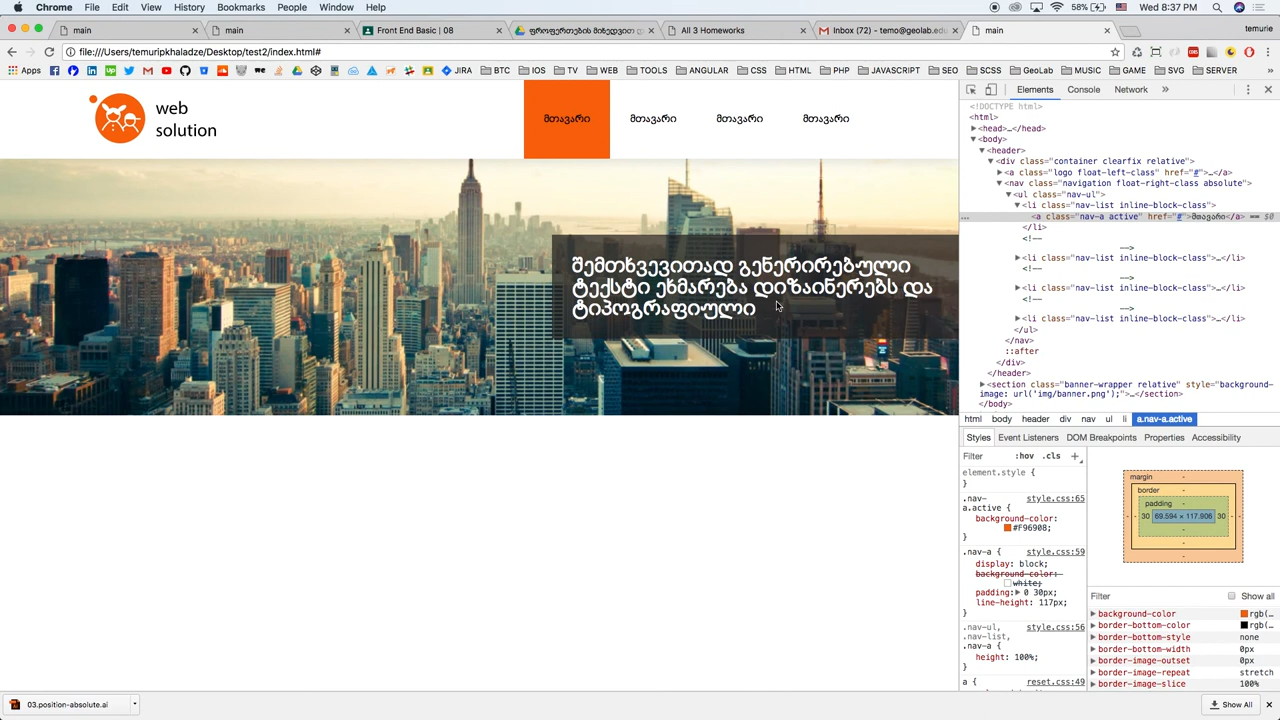 Chrome File Edit View History Bookmarks People Window Help 58% Wed 8:37 PM temurie
main
main
Front End Basic | 08
ფროფერთების მიხედვით
All 3 Homeworks
Inbox (72) - temo@geolab.edu.
main
temurie
file:///Users/temuripkhaladze/Desktop/test2/index.html#
Apps JIRA BTC IOS TV WEB TOOLS ANGULAR CSS HTML PHP JAVASCRIPT SEO SCSS GeoLab MUSIC GAME SVG SERVER
web
solution
მთავარი მთავარი მთავარი მთავარი
შემთხვევითად გენერირებული
ტექსტი ეხმარება დიზაინერებს და
ტიპოგრაფიული
Elements Console Network
<!DOCTYPE html>
<html>
<head>…</head>
<body>
<header>
<div class="container clearfix relative">
<a class="logo float-left-class" href="#">…</a>
<nav class="navigation float-right-class absolute">
<ul class="nav-ul">
<li class="nav-list inline-block-class">
<a class="nav-a active" href="#">მთავარი</a> == $0
</li>
<!--
-->
<li class="nav-list inline-block-class">…</li>
<!--
-->
<li class="nav-list inline-block-class">…</li>
<!--
-->
<li class="nav-list inline-block-class">…</li>
</ul>
</nav>
::after
</div>
</header>
<section class="banner-wrapper relative" style="background-
image: url('img/banner.png');">…</section>
</body>
html body header div nav ul li a.nav-a.active
Styles Event Listeners DOM Breakpoints Properties Accessibility
Filter :hov .cls +
element.style {
}
.nav- style.css:65
a.active {
background-
color:
#F96908;
}
.nav-a { style.css:59
display: block;
background-color:
white;
padding: 0 30px;
line-height: 117px;
}
.nav-ul, style.css:56
.nav-list,
.nav-a {
height: 100%;
}
a { reset.css:49
margin -
border -
padding -
- - 30 69.594 × 117.906 30 - -
-
-
-
Filter Show all
background-color rgb(…
border-bottom-color rgb(…
border-bottom-style none
border-bottom-width 0px
border-image-outset 0px
border-image-repeat stretch
border-image-slice 100%
03.position-absolute.ai
Show All